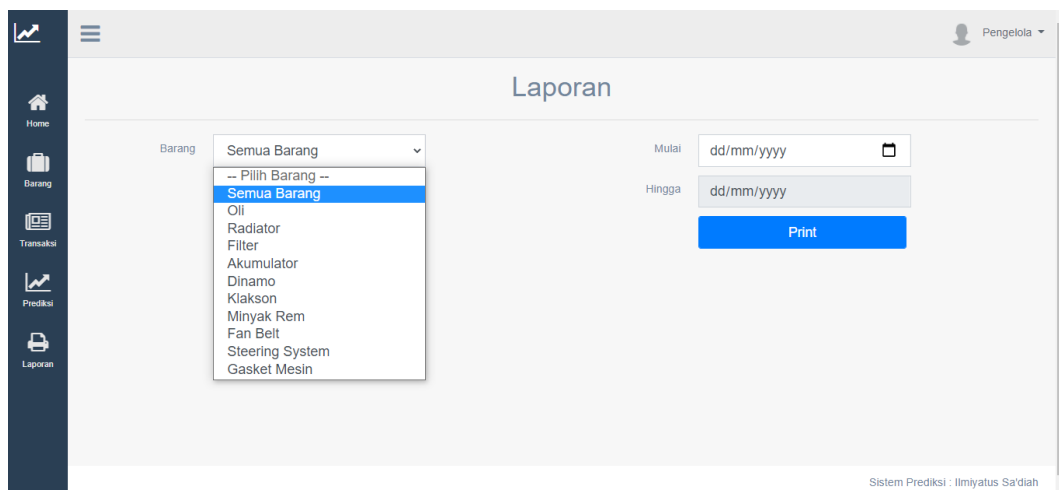 Pengelola
Laporan
Home
Barang
Transaksi
Prediksi
Laporan
Barang
Semua Barang
-- Pilih Barang --
Semua Barang
Oli
Radiator
Filter
Akumulator
Dinamo
Klakson
Minyak Rem
Fan Belt
Steering System
Gasket Mesin
Mulai
dd/mm/yyyy
Hingga
dd/mm/yyyy
Print
Sistem Prediksi : Ilmiyatus Sa'diah